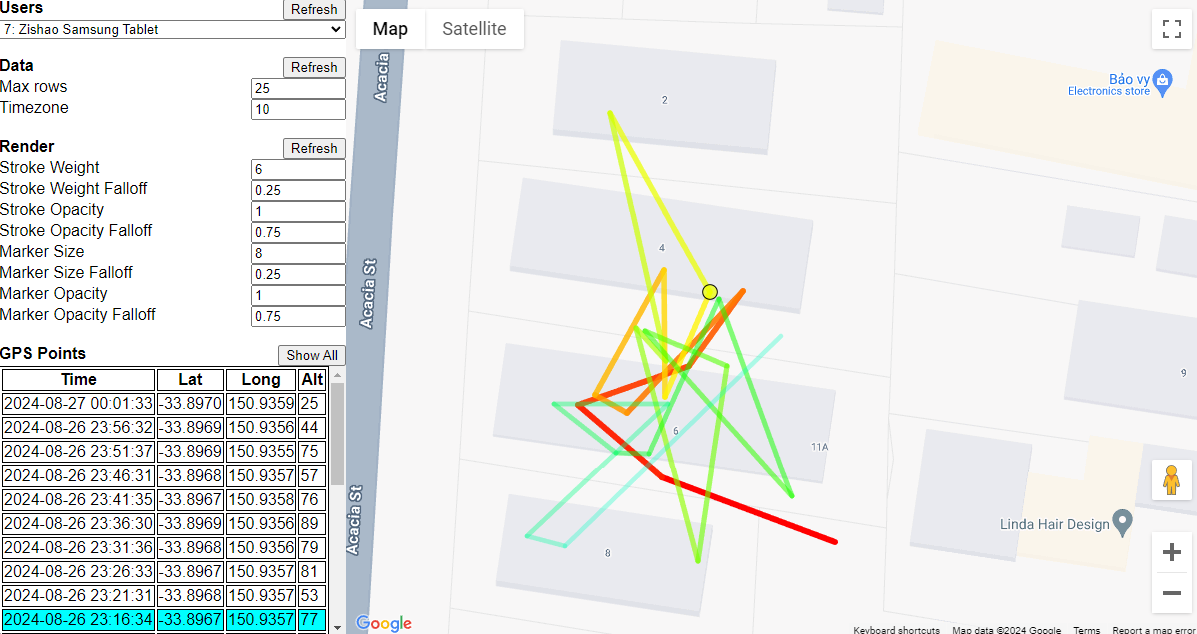 Users
Refresh
7: Zishao Samsung Tablet
Data
Refresh
Max rows
25
Timezone
10
Render
Refresh
Stroke Weight
6
Stroke Weight Falloff
0.25
Stroke Opacity
1
Stroke Opacity Falloff
0.75
Marker Size
8
Marker Size Falloff
0.25
Marker Opacity
1
Marker Opacity Falloff
0.75
GPS Points
Show All
Time Lat Long Alt
2024-08-27 00:01:33 -33.8970 150.9359 25
2024-08-26 23:56:32 -33.8969 150.9356 44
2024-08-26 23:51:37 -33.8969 150.9355 75
2024-08-26 23:46:31 -33.8968 150.9357 57
2024-08-26 23:41:35 -33.8967 150.9358 76
2024-08-26 23:36:30 -33.8969 150.9356 89
2024-08-26 23:31:36 -33.8968 150.9356 79
2024-08-26 23:26:33 -33.8967 150.9357 81
2024-08-26 23:21:31 -33.8968 150.9357 53
2024-08-26 23:16:34 -33.8967 150.9357 77
Map
Satellite
Acacia
2
Bảo vy
Electronics store
4
Acacia St
9
6
11A
Acacia St
8
Linda Hair Design
Google
Keyboard shortcuts
Map data ©2024 Google
Terms
Report a map error